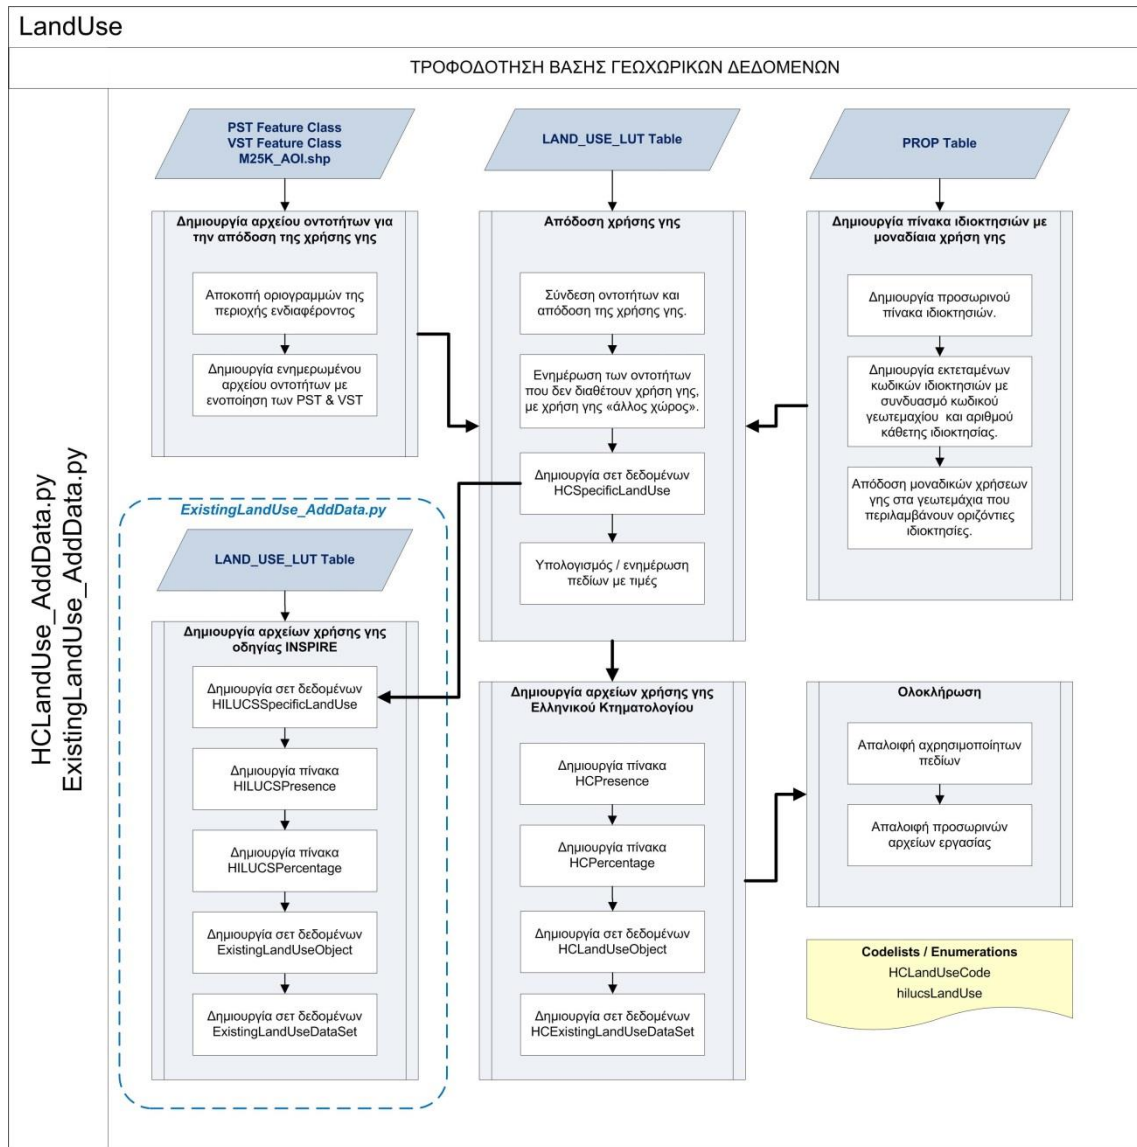 LandUse
ΤΡΟΦΟΔΟΤΗΣΗ ΒΑΣΗΣ ΓΕΩΧΩΡΙΚΩΝ ΔΕΔΟΜΕΝΩΝ
HCLandUse_AddData.py
ExistingLandUse_AddData.py
PST Feature Class
VST Feature Class
M25K_AOI.shp
Δημιουργία αρχείου οντοτήτων για
την απόδοση της χρήσης γης
Αποκοπή οριογραμμών της
περιοχής ενδιαφέροντος
Δημιουργία ενημερωμένου
αρχείου οντοτήτων με
ενοποίηση των PST & VST
LAND_USE_LUT Table
Απόδοση χρήσης γης
Σύνδεση οντοτήτων και
απόδοση της χρήσης γης.
Ενημέρωση των οντοτήτων
που δεν διαθέτουν χρήση γης,
με χρήση γης «άλλος χώρος».
Δημιουργία σετ δεδομένων
HCSpecificLandUse
Υπολογισμός / ενημέρωση
πεδίων με τιμές
PROP Table
Δημιουργία πίνακα ιδιοκτησιών με
μοναδίαια χρήση γης
Δημιουργία προσωρινού
πίνακα ιδιοκτησιών.
Δημιουργία εκτεταμένων
κωδικών ιδιοκτησιών με
συνδυασμό κωδικού
γεωτεμαχίου και αριθμού
κάθετης ιδιοκτησίας.
Απόδοση μοναδικών χρήσεων
γης στα γεωτεμάχια που
περιλαμβάνουν οριζόντιες
ιδιοκτησίες.
ExistingLandUse_AddData.py
LAND_USE_LUT Table
Δημιουργία αρχείων χρήσης γης
οδηγίας INSPIRE
Δημιουργία σετ δεδομένων
HILUCSSpecificLandUse
Δημιουργία πίνακα
HILUCSPresence
Δημιουργία πίνακα
HILUCSPercentage
Δημιουργία σετ δεδομένων
ExistingLandUseObject
Δημιουργία σετ δεδομένων
ExistingLandUseDataSet
Δημιουργία αρχείων χρήσης γης
Ελληνικού Κτηματολογίου
Δημιουργία πίνακα
HCPresence
Δημιουργία πίνακα
HCPercentage
Δημιουργία σετ δεδομένων
HCLandUseObject
Δημιουργία σετ δεδομένων
HCExistingLandUseDataSet
Ολοκλήρωση
Απαλοιφή αχρησιμοποίητων
πεδίων
Απαλοιφή προσωρινών
αρχείων εργασίας
Codelists / Enumerations
HCLandUseCode
hilucsLandUse